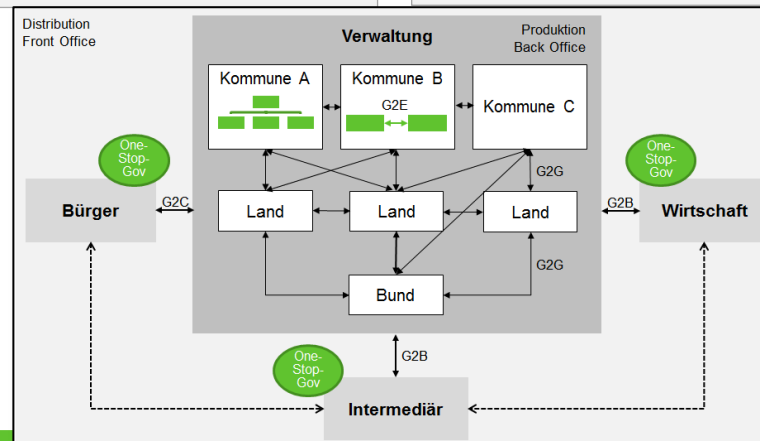 Distribution
Front Office
Verwaltung
Produktion
Back Office
Kommune A
Kommune B
G2E
Kommune C
One-
Stop-
Gov
One-
Stop-
Gov
G2G
Bürger
G2C
Land
Land
Land
G2B
Wirtschaft
G2G
Bund
One-
Stop-
Gov
G2B
Intermediär